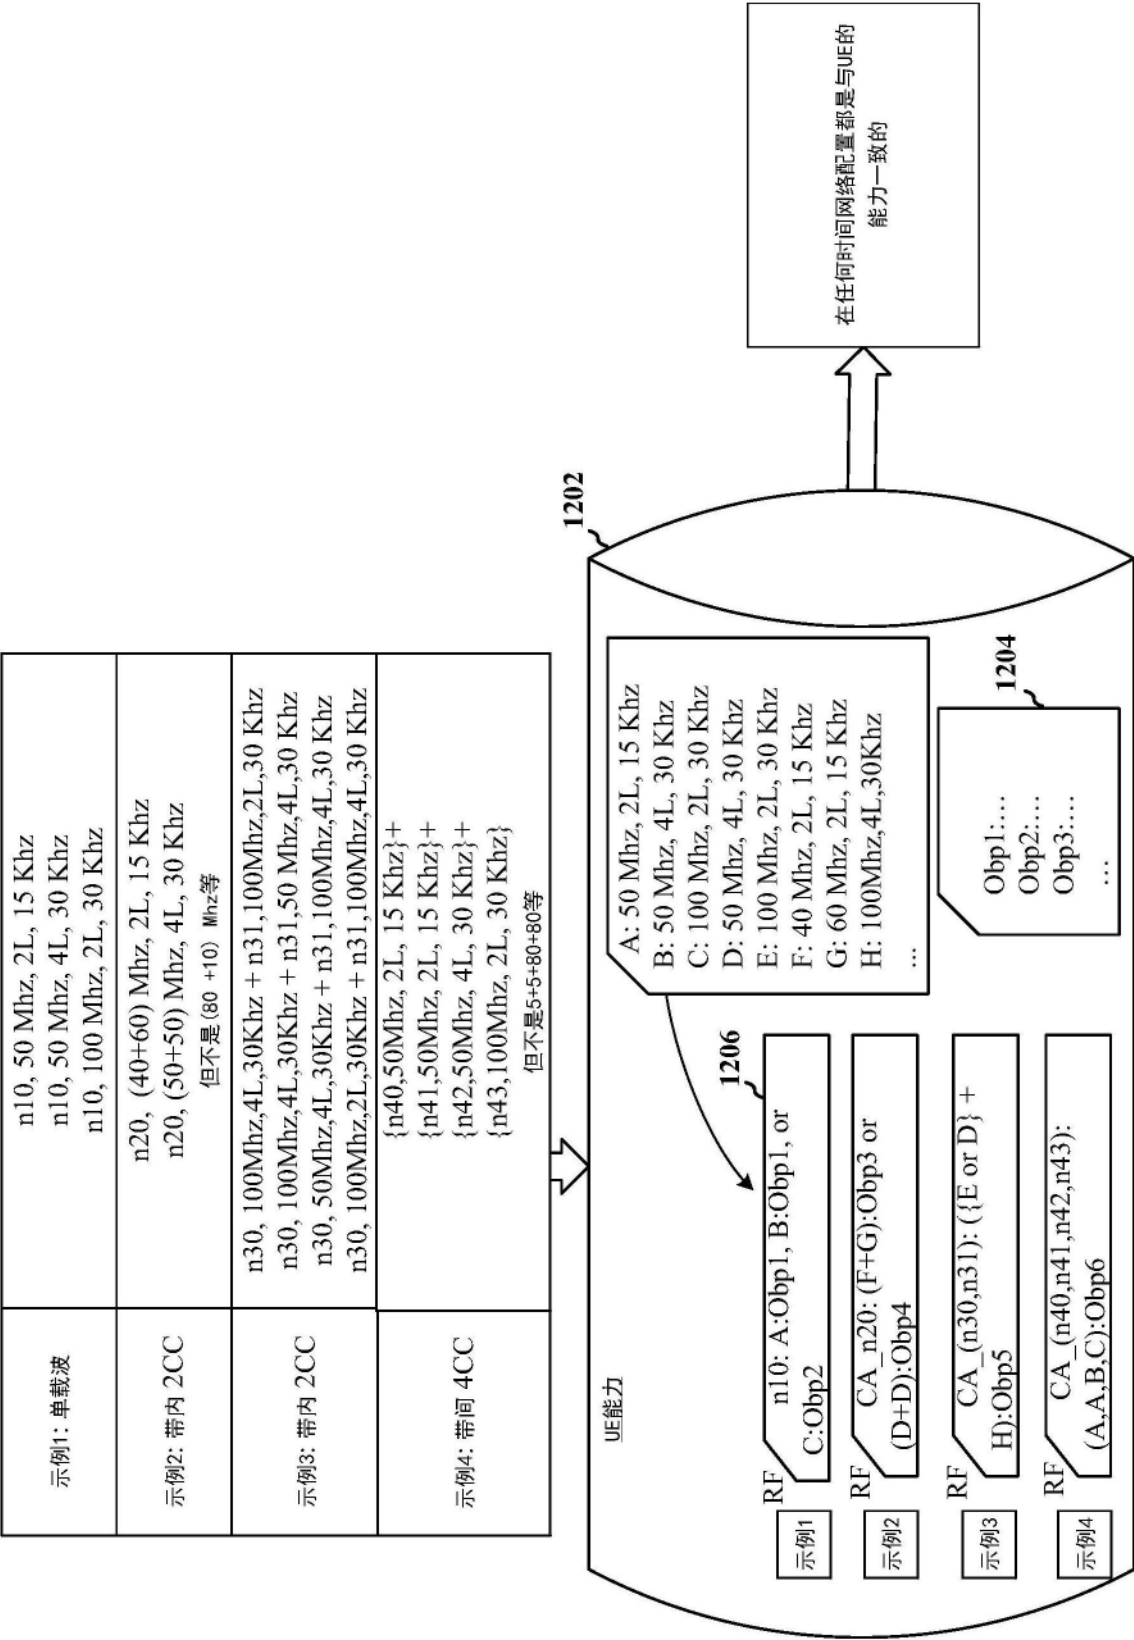 示例1: 单载波
n10, 50 Mhz, 2L, 15 Khz
n10, 50 Mhz, 4L, 30 Khz
n10, 100 Mhz, 2L, 30 Khz
示例2: 带内 2CC
n20, (40+60) Mhz, 2L, 15 Khz
n20, (50+50) Mhz, 4L, 30 Khz
但不是(80 +10) Mhz等
示例3: 带内 2CC
n30, 100Mhz,4L,30Khz + n31,100Mhz,2L,30 Khz
n30, 100Mhz,4L,30Khz + n31,50 Mhz,4L,30 Khz
n30, 50Mhz,4L,30Khz + n31,100Mhz,4L,30 Khz
n30, 100Mhz,2L,30Khz + n31,100Mhz,4L,30 Khz
示例4: 带间 4CC
{n40,50Mhz, 2L, 15 Khz}+
{n41,50Mhz, 2L, 15 Khz}+
{n42,50Mhz, 4L, 30 Khz}+
{n43,100Mhz, 2L, 30 Khz}
但不是5+5+80+80等
1202
UE能力
A: 50 Mhz, 2L, 15 Khz
B: 50 Mhz, 4L, 30 Khz
C: 100 Mhz, 2L, 30 Khz
D: 50 Mhz, 4L, 30 Khz
E: 100 Mhz, 2L, 30 Khz
F: 40 Mhz, 2L, 15 Khz
G: 60 Mhz, 2L, 15 Khz
H: 100Mhz,4L,30Khz
...
1206
示例1
RF
n10: A:Obp1, B:Obp1, or
C:Obp2
示例2
RF
CA_n20: (F+G):Obp3 or
(D+D):Obp4
示例3
RF
CA_(n30,n31): ({E or D} +
H):Obp5
示例4
RF
CA_(n40,n41,n42,n43):
(A,A,B,C):Obp6
1204
Obp1:…
Obp2:…
Obp3:…
...
在任何时间网络配置都是与UE的
能力一致的